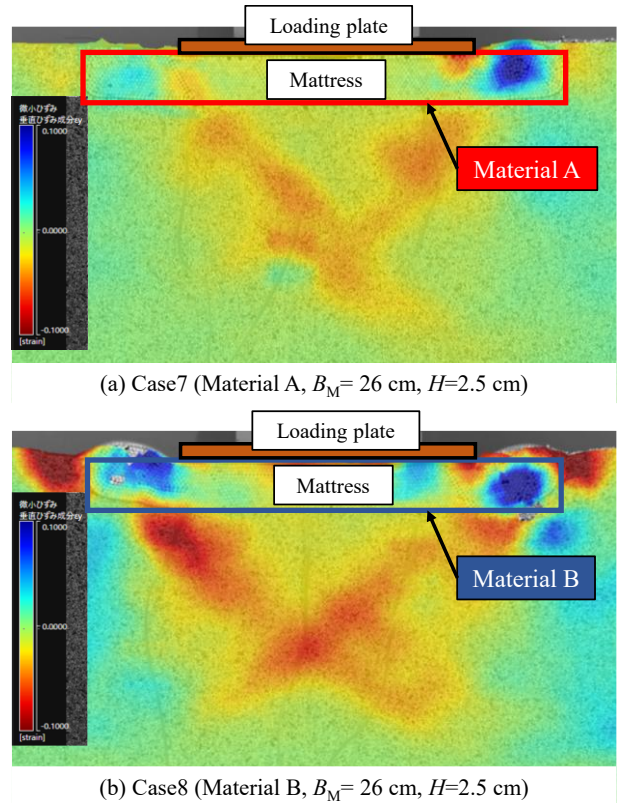 Loading plate
Mattress
微小ひずみ
垂直ひずみ成分εy
0.1000
0.0000
-0.1000
[strain]
Material A
(a) Case7 (Material A, BM= 26 cm, H=2.5 cm)
Loading plate
Mattress
微小ひずみ
垂直ひずみ成分εy
0.1000
0.0000
-0.1000
[strain]
Material B
(b) Case8 (Material B, BM= 26 cm, H=2.5 cm)